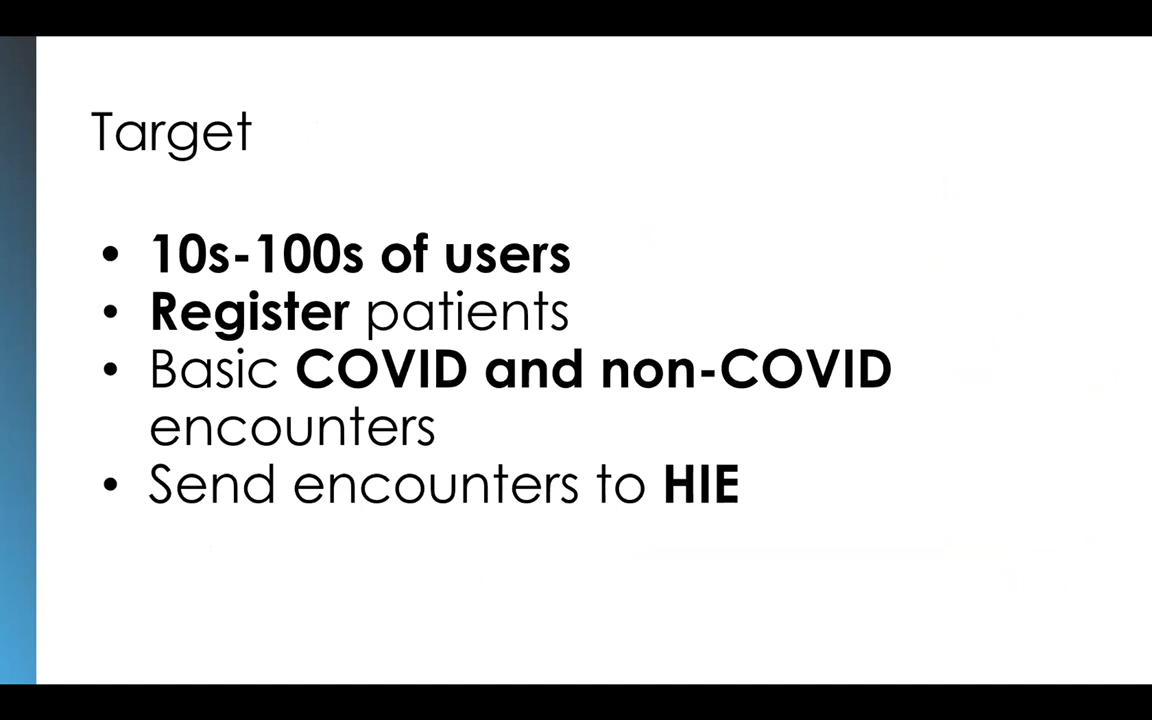 Target
• 10s-100s of users
• Register patients
• Basic COVID and non-COVID
encounters
• Send encounters to HIE